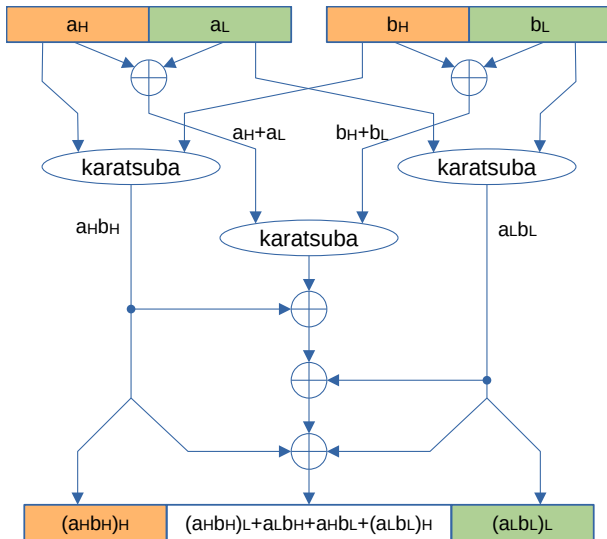 aH aL bH bL
aH+aL bH+bL
karatsuba karatsuba
aHbH aLbL
karatsuba
(aHbH)H (aHbH)L+aLbH+aHbL+(aLbL)H (aLbL)L